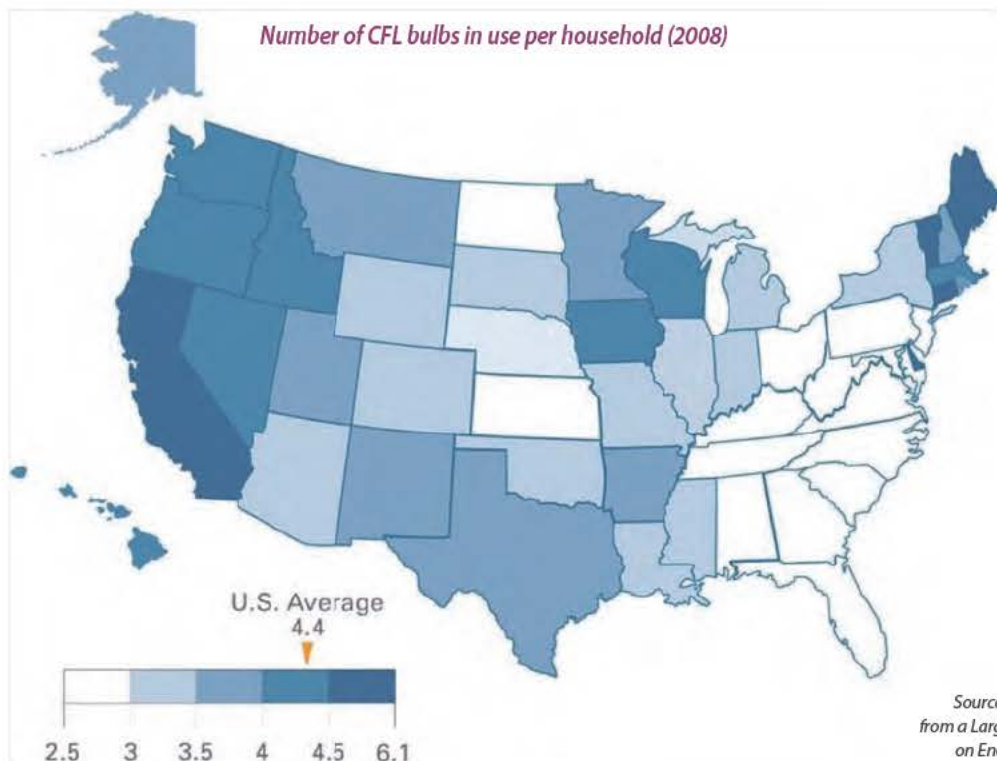 Number of CFL bulbs in use per household (2008)
U.S. Average
4.4
2.5 3 3.5 4 4.5 6.1
Source
from a Larg
on En